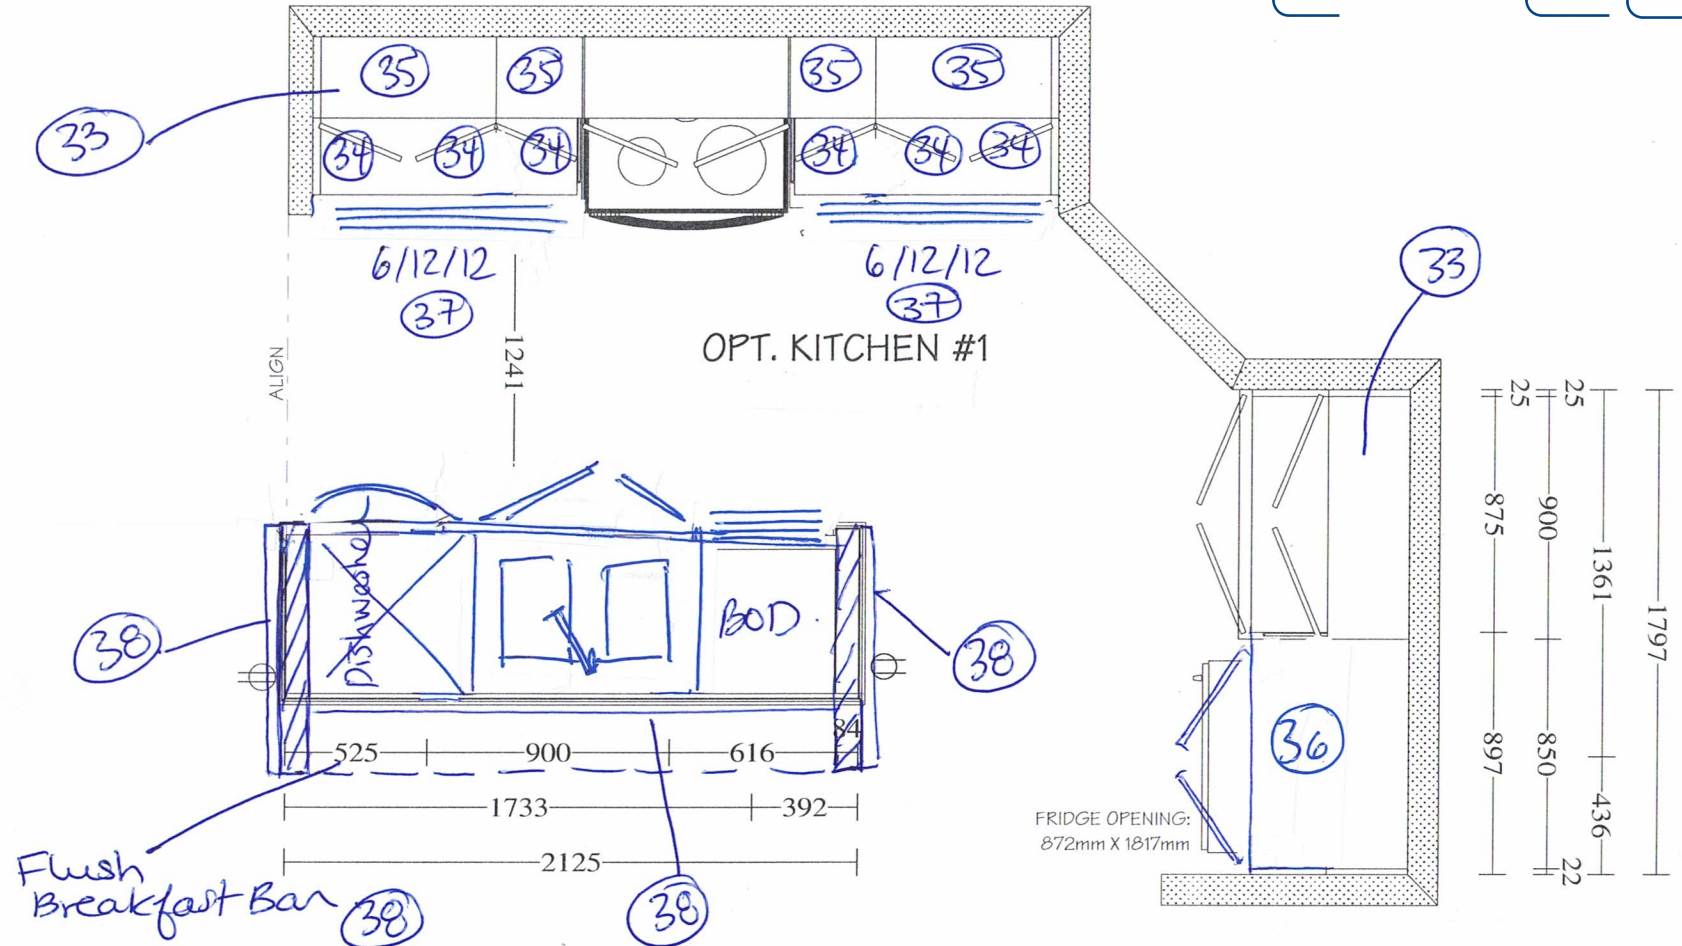 35 35 35 35
33
34 34 34 34 34 34
6/12/12 6/12/12
37 37
33
OPT. KITCHEN #1
1241
ALIGN
25 25
875 900
1361
1797
Dishwasher
BOD.
38 38
36
84
525 900 616
897 850
436
1733 392
FRIDGE OPENING:
872mm X 1817mm
2125
22
Flush
Breakfast Bar 38
38